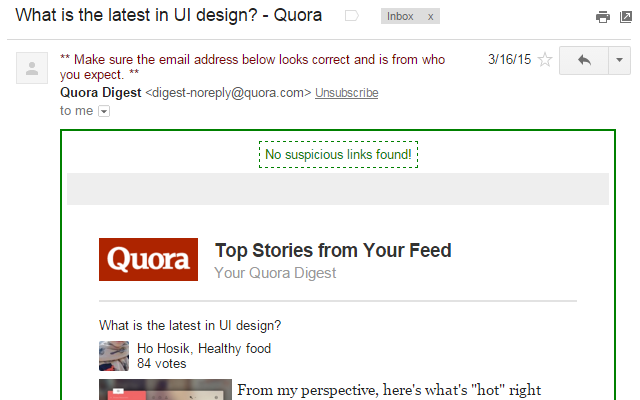 What is the latest in UI design? - Quora
Inbox x
** Make sure the email address below looks correct and is from who
you expect. **
3/16/15
Quora Digest <digest-noreply@quora.com> Unsubscribe
to me
No suspicious links found!
Quora
Top Stories from Your Feed
Your Quora Digest
What is the latest in UI design?
Ho Hosik, Healthy food
84 votes
From my perspective, here's what's "hot" right